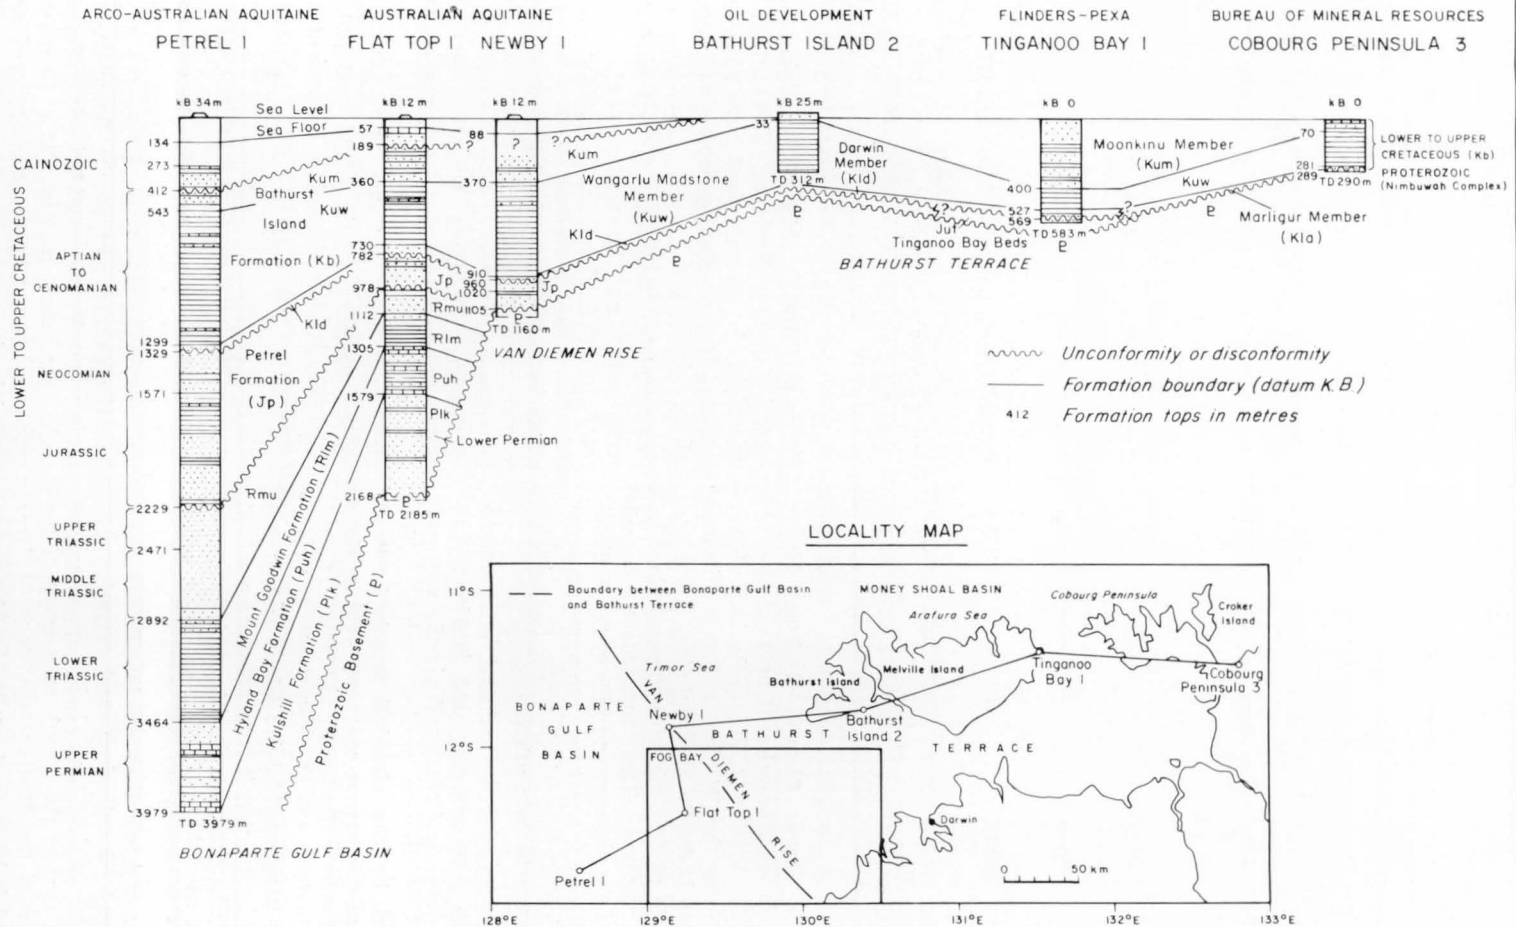 ARCO-AUSTRALIAN AQUITAINE
PETREL 1
AUSTRALIAN AQUITAINE
FLAT TOP 1 NEWBY 1
OIL DEVELOPMENT
BATHURST ISLAND 2
FLINDERS-PEXA
TINGANOO BAY 1
BUREAU OF MINERAL RESOURCES
COBOURG PENINSULA 3
KB 34m
KB 12m
KB 12m
KB 25m
KB 0
KB 0
Sea Level
Sea Floor
LOWER TO UPPER CRETACEOUS
CAINOZOIC
APTIAN
TO
CENOMANIAN
NEOCOMIAN
JURASSIC
UPPER
TRIASSIC
MIDDLE
TRIASSIC
LOWER
TRIASSIC
UPPER
PERMIAN
134
273
412
543
1299
1329
1571
2229
2471
2892
3464
3979
TD 3979m
BONAPARTE GULF BASIN
Kum
Bathurst
Kuw
Island
Formation (Kb)
Kld
Petrel
Formation
(Jp)
Rmu
Mount Goodwin Formation (Rlm)
Hyland Bay Formation (Puh)
Kulshill Formation (Plk)
Proterozoic Basement (P)
57
189
360
730
782
978
1112
1305
1579
2168
P
TD 2185m
?
Jp
Rmu
Rlm
Puh
Plk
Lower Permian
88
?
370
910
960
1020
1105
P
TD 1160m
VAN DIEMEN RISE
?
Kum
Wangarlu Madstone
Member
(Kuw)
Kld
Jp
P
33
TD 312m
P
Darwin
Member
(Kld)
?
Jut
Tinganoo Bay Beds
BATHURST TERRACE
400
527
569
TD 583m
P
?
Moonkinu Member
(Kum)
Kuw
P
Marligur Member
(Kla)
70
281
289
TD 290m
LOWER TO UPPER
CRETACEOUS (Kb)
PROTEROZOIC
(Nimbuwah Complex)
Unconformity or disconformity
Formation boundary (datum K.B.)
412 Formation tops in metres
LOCALITY MAP
Boundary between Bonaparte Gulf Basin
and Bathurst Terrace
MONEY SHOAL BASIN
Arafura Sea
Cobourg Peninsula
Croker
Island
Timor Sea
Bathurst Island
Melville Island
Tinganoo
Bay 1
Cobourg
Peninsula 3
BONAPARTE
GULF
BASIN
VAN DIEMEN RISE
Newby 1
Bathurst
Island 2
BATHURST TERRACE
FOG BAY
Flat Top 1
Petrel 1
Darwin
0 50 km
11°S
12°S
128°E
129°E
130°E
131°E
132°E
133°E